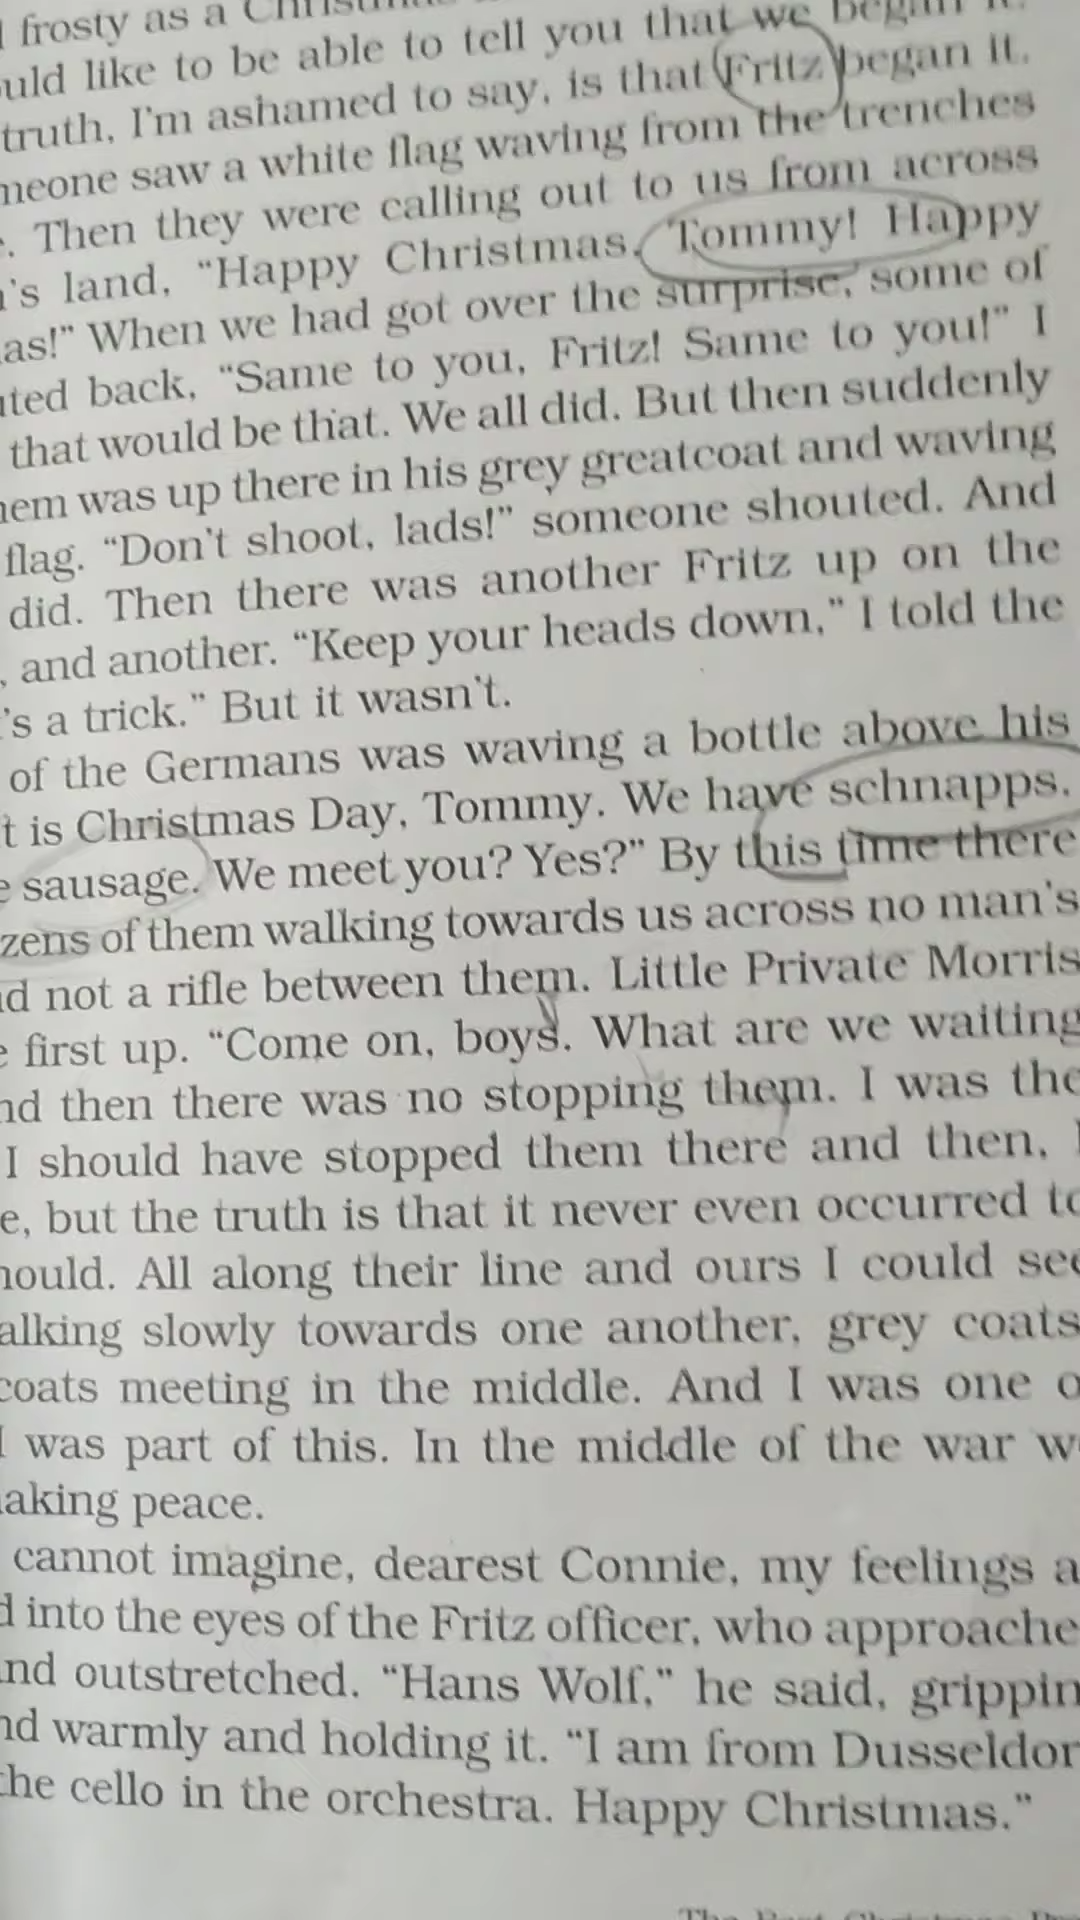 frosty as a
ould like to be able to tell you that we began it.
truth, I'm ashamed to say, is that Fritz began it.
meone saw a white flag waving from the trenches
. Then they were calling out to us from across
's land, “Happy Christmas, Tommy! Happy
as!” When we had got over the surprise, some of
ted back, “Same to you, Fritz! Same to you!” I
that would be that. We all did. But then suddenly
hem was up there in his grey greatcoat and waving
flag. “Don't shoot, lads!” someone shouted. And
did. Then there was another Fritz up on the
, and another. “Keep your heads down,” I told the
's a trick.” But it wasn't.
of the Germans was waving a bottle above his
t is Christmas Day, Tommy. We have schnapps.
e sausage. We meet you? Yes?” By this time there
zens of them walking towards us across no man's
d not a rifle between them. Little Private Morris
e first up. “Come on, boys. What are we waiting
nd then there was no stopping them. I was the
I should have stopped them there and then, I
e, but the truth is that it never even occurred to
hould. All along their line and ours I could see
alking slowly towards one another, grey coats
coats meeting in the middle. And I was one o
I was part of this. In the middle of the war w
aking peace.
cannot imagine, dearest Connie, my feelings a
d into the eyes of the Fritz officer, who approache
nd outstretched. “Hans Wolf,” he said, grippin
nd warmly and holding it. “I am from Dusseldor
the cello in the orchestra. Happy Christmas.”